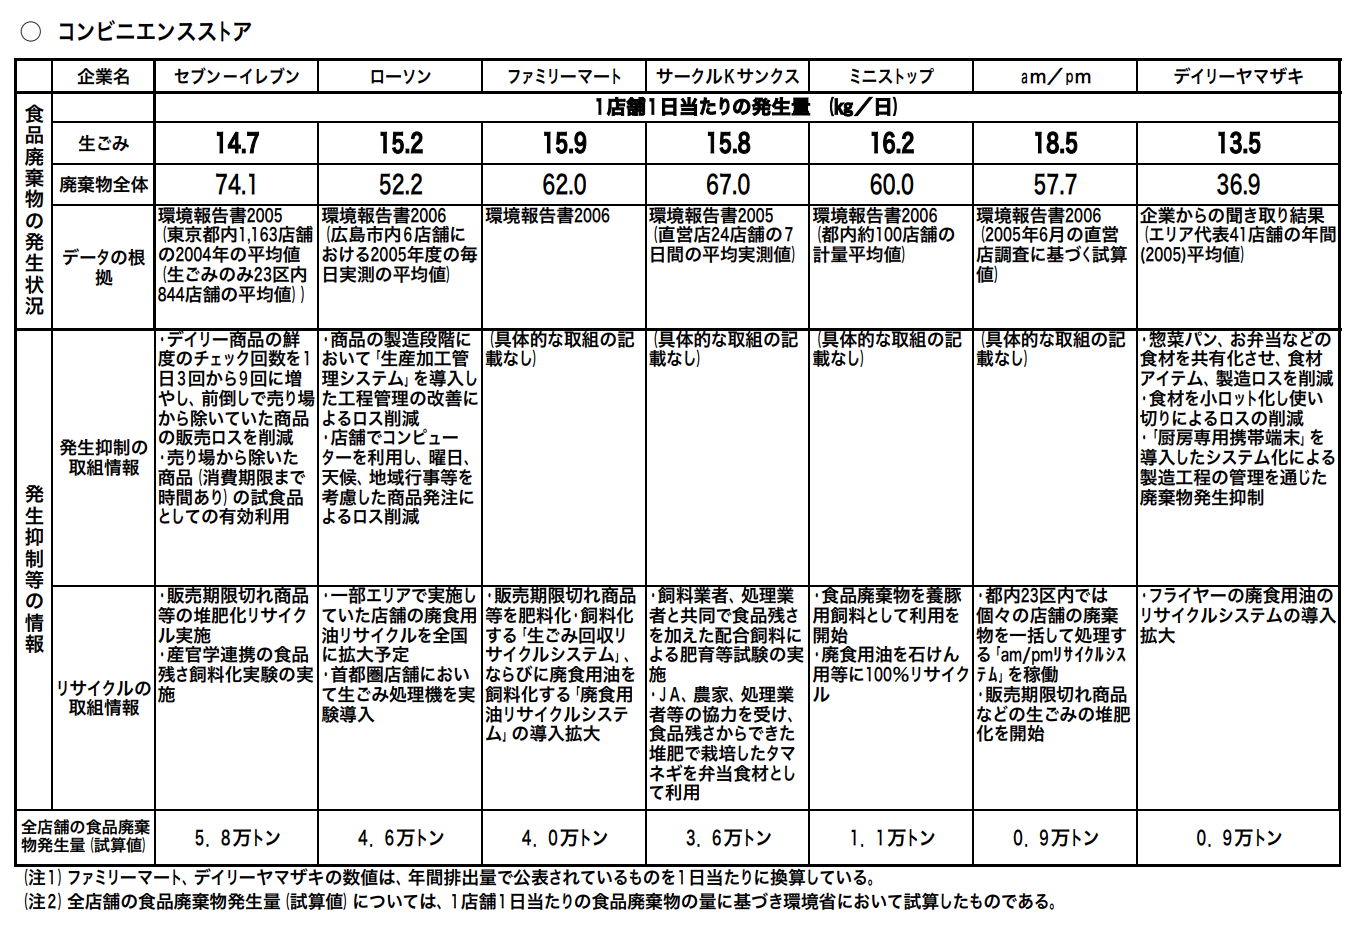 ○ コンビニエンスストア
企業名 セブン－イレブン ローソン ファミリーマート サークルＫサンクス ミニストップ am／pm デイリーヤマザキ
食品廃棄物の発生状況
1店舗1日当たりの発生量 （kg／日）
生ごみ 14.7 15.2 15.9 15.8 16.2 18.5 13.5
廃棄物全体 74.1 52.2 62.0 67.0 60.0 57.7 36.9
データの根
拠
環境報告書2005
（東京都内1,163店舗
の2004年の平均値
（生ごみのみ23区内
844店舗の平均値））
環境報告書2006
（広島市内６店舗に
おける2005年度の毎
日実測の平均値）
環境報告書2006
環境報告書2005
（直営店24店舗の７
日間の平均実測値）
環境報告書2006
（都内約100店舗の
計量平均値）
環境報告書2006
（2005年6月の直営
店調査に基づく試算
値）
企業からの聞き取り結果
（エリア代表41店舗の年間
(2005)平均値）
発生抑制等の情報
発生抑制の
取組情報
・デイリー商品の鮮
度のチェック回数を1
日３回から９回に増
やし、前倒しで売り場
から除いていた商品
の販売ロスを削減
・売り場から除いた
商品（消費期限まで
時間あり）の試食品
としての有効利用
・商品の製造段階に
おいて「生産加工管
理システム」を導入し
た工程管理の改善に
よるロス削減
・店舗でコンピュー
ターを利用し、曜日、
天候、地域行事等を
考慮した商品発注に
よるロス削減
（具体的な取組の記
載なし）
（具体的な取組の記
載なし）
（具体的な取組の記
載なし）
（具体的な取組の記
載なし）
・惣菜パン、お弁当などの
食材を共有化させ、食材
アイテム、製造ロスを削減
・食材を小ロット化し使い
切りによるロスの削減
・「厨房専用携帯端末」を
導入したシステム化による
製造工程の管理を通じた
廃棄物発生抑制
リサイクルの
取組情報
・販売期限切れ商品
等の堆肥化リサイク
ル実施
・産官学連携の食品
残さ飼料化実験の実
施
・一部エリアで実施し
ていた店舗の廃食用
油リサイクルを全国
に拡大予定
・首都圏店舗におい
て生ごみ処理機を実
験導入
・販売期限切れ商品
等を肥料化・飼料化
する「生ごみ回収リ
サイクルシステム」、
ならびに廃食用油を
飼料化する「廃食用
油リサイクルシステ
ム」の導入拡大
・飼料業者、処理業
者と共同で食品残さ
を加えた配合飼料に
よる肥育等試験の実
施
・ＪＡ、農家、処理業
者等の協力を受け、
食品残さからできた
堆肥で栽培したタマ
ネギを弁当食材とし
て利用
・食品廃棄物を養豚
用飼料として利用を
開始
・廃食用油を石けん
用等に100％リサイク
ル
・都内23区内では
個々の店舗の廃棄
物を一括して処理す
る「am/pmﾘｻｲｸﾙｼｽ
ﾃﾑ」を稼働
・販売期限切れ商品
などの生ごみの堆肥
化を開始
・フライヤーの廃食用油の
リサイクルシステムの導入
拡大
全店舗の食品廃棄
物発生量（試算値）
５．８万トン ４．６万トン ４．０万トン ３．６万トン １．１万トン ０．９万トン ０．９万トン
（注１）ファミリーマート、デイリーヤマザキの数値は、年間排出量で公表されているものを１日当たりに換算している。
（注２）全店舗の食品廃棄物発生量（試算値）については、１店舗１日当たりの食品廃棄物の量に基づき環境省において試算したものである。